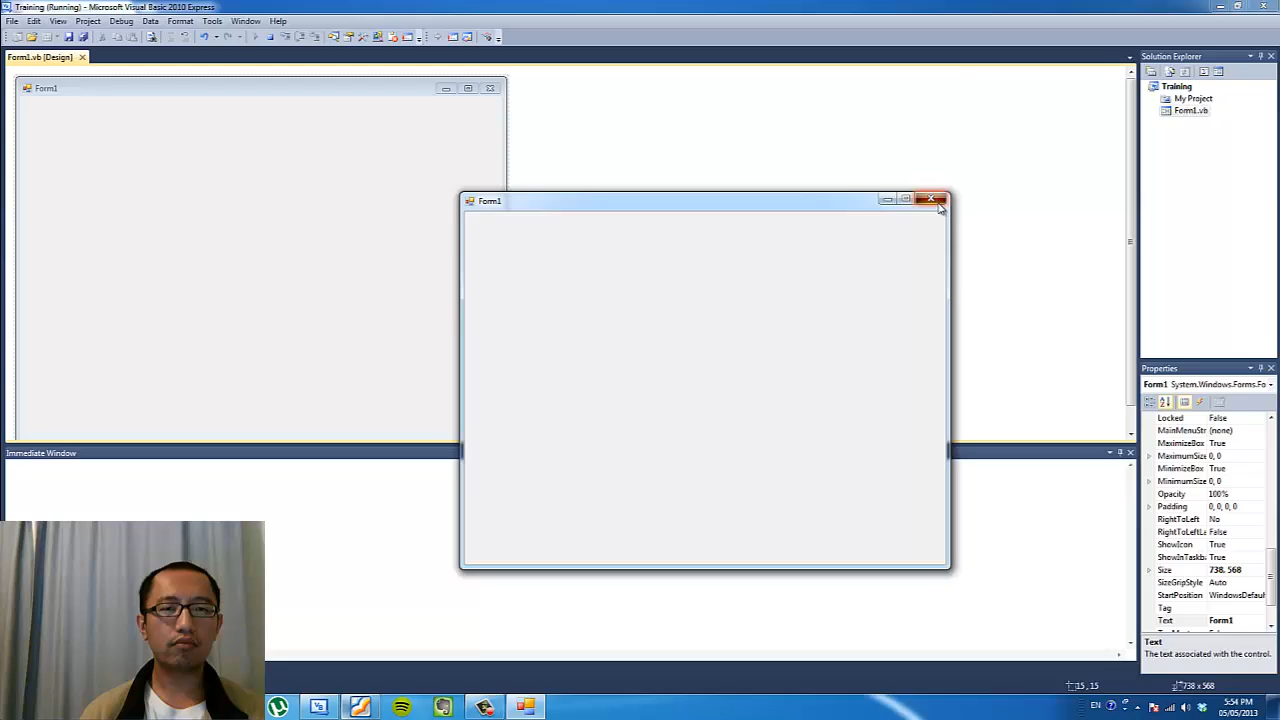 Training (Running) - Microsoft Visual Basic 2010 Express
File Edit View Project Debug Data Format Tools Window Help
Form1.vb [Design]
Form1
Form1
Solution Explorer
Training
My Project
Form1.vb
Properties
Form1 System.Windows.Forms.Fo
Locked False
MainMenuStr (none)
MaximizeBox True
MaximumSize 0, 0
MinimizeBox True
MinimumSize 0, 0
Opacity 100%
Padding 0, 0, 0, 0
RightToLeft No
RightToLeftLa False
ShowIcon True
ShowInTaskb True
Size 738, 568
SizeGripStyle Auto
StartPosition WindowsDefaul
Tag
Text Form1
Text
The text associated with the control.
Immediate Window
15 , 15
738 x 568
EN
5:54 PM
05/05/2013